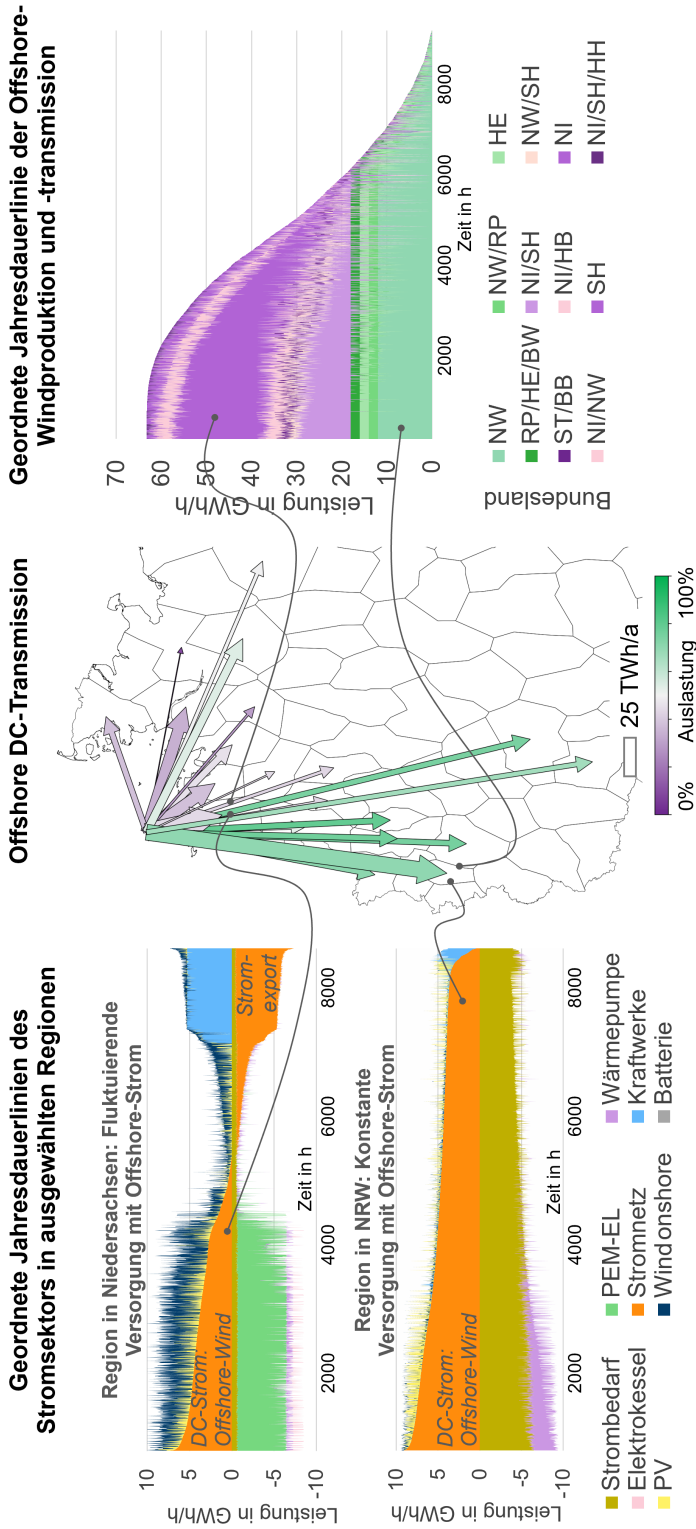 Geordnete Jahresdauerlinien des
Stromsektors in ausgewählten Regionen
Region in Niedersachsen: Fluktuierende
Versorgung mit Offshore-Strom
Leistung in GWh/h
10
5
0
-5
-10
DC-Strom:
Offshore-Wind
Strom-
export
2000
4000
6000
8000
Zeit in h
Region in NRW: Konstante
Versorgung mit Offshore-Strom
Leistung in GWh/h
10
5
0
-5
-10
DC-Strom:
Offshore-Wind
2000
4000
6000
8000
Zeit in h
Strombedarf
PEM-EL
Wärmepumpe
Elektrokessel
Stromnetz
Kraftwerke
PV
Wind onshore
Batterie
Offshore DC-Transmission
25 TWh/a
0%
100%
Auslastung
Geordnete Jahresdauerlinie der Offshore-
Windproduktion und -transmission
Leistung in GWh/h
70
60
50
40
30
20
10
0
2000
4000
6000
8000
Zeit in h
Bundesland
NW
NW/RP
HE
RP/HE/BW
NI/SH
NW/SH
ST/BB
NI/HB
NI
NI/NW
SH
NI/SH/HH